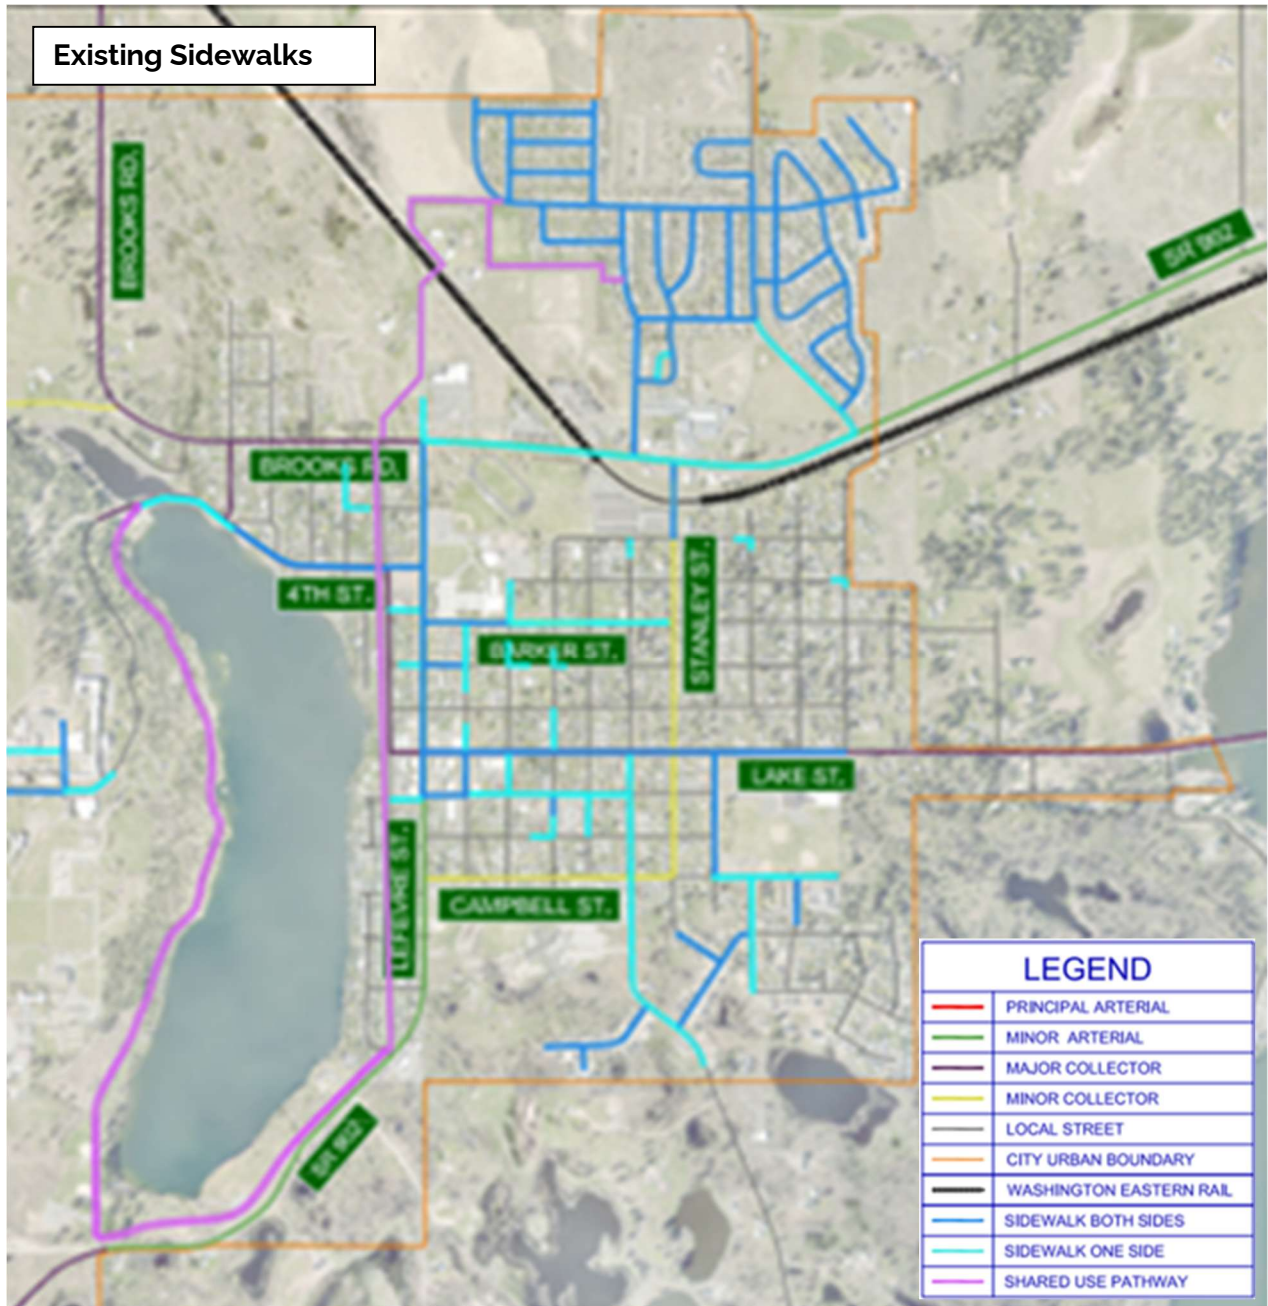 Existing Sidewalks
BROOKS RD.
SR 902
BROOKS RD.
4TH ST.
STANLEY ST.
BARKER ST.
LAKE ST.
LEFEVRE ST.
CAMPBELL ST.
SR 902
LEGEND
PRINCIPAL ARTERIAL
MINOR ARTERIAL
MAJOR COLLECTOR
MINOR COLLECTOR
LOCAL STREET
CITY URBAN BOUNDARY
WASHINGTON EASTERN RAIL
SIDEWALK BOTH SIDES
SIDEWALK ONE SIDE
SHARED USE PATHWAY